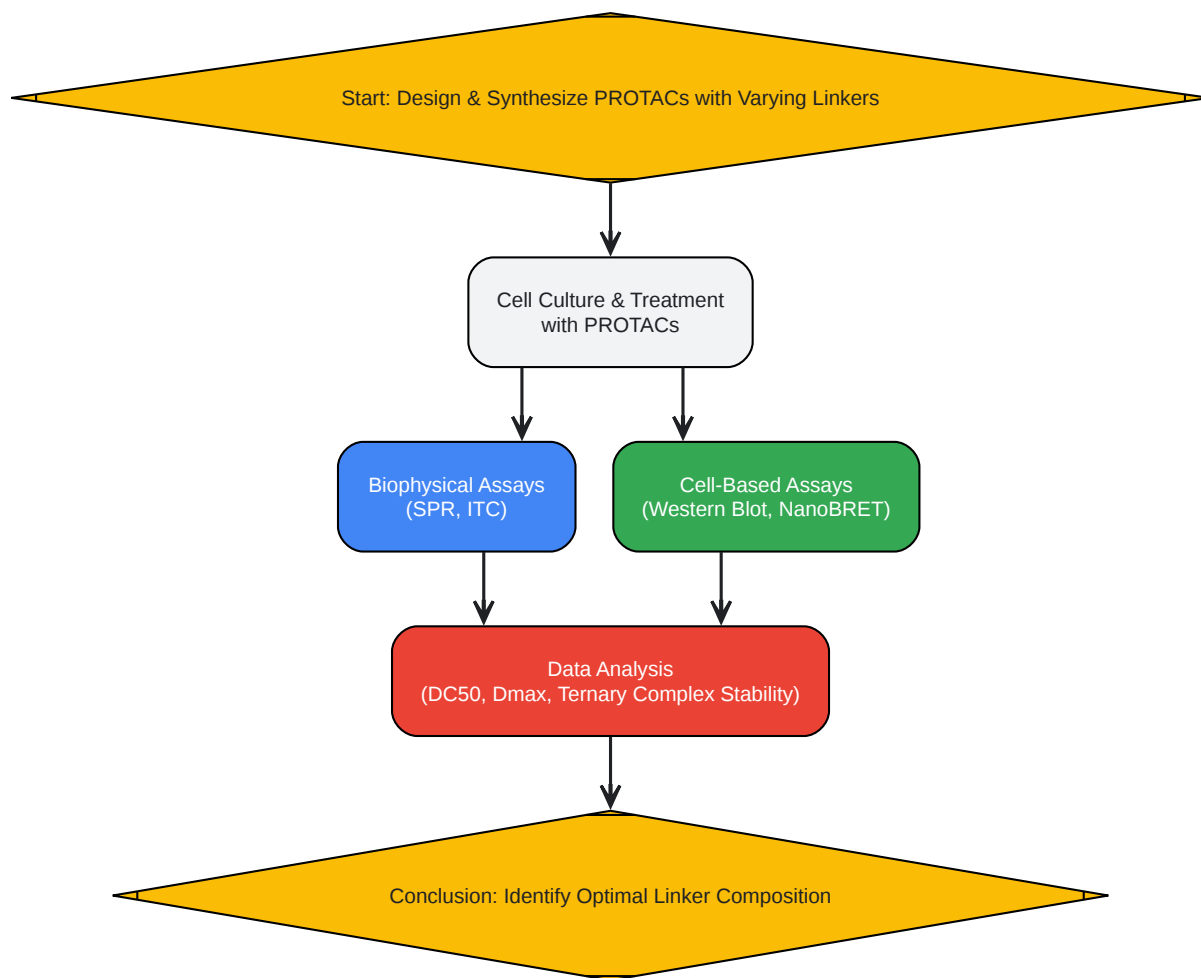 Start: Design & Synthesize PROTACs with Varying Linkers
Cell Culture & Treatment
with PROTACs
Biophysical Assays
(SPR, ITC)
Cell-Based Assays
(Western Blot, NanoBRET)
Data Analysis
(DC50, Dmax, Ternary Complex Stability)
Conclusion: Identify Optimal Linker Composition